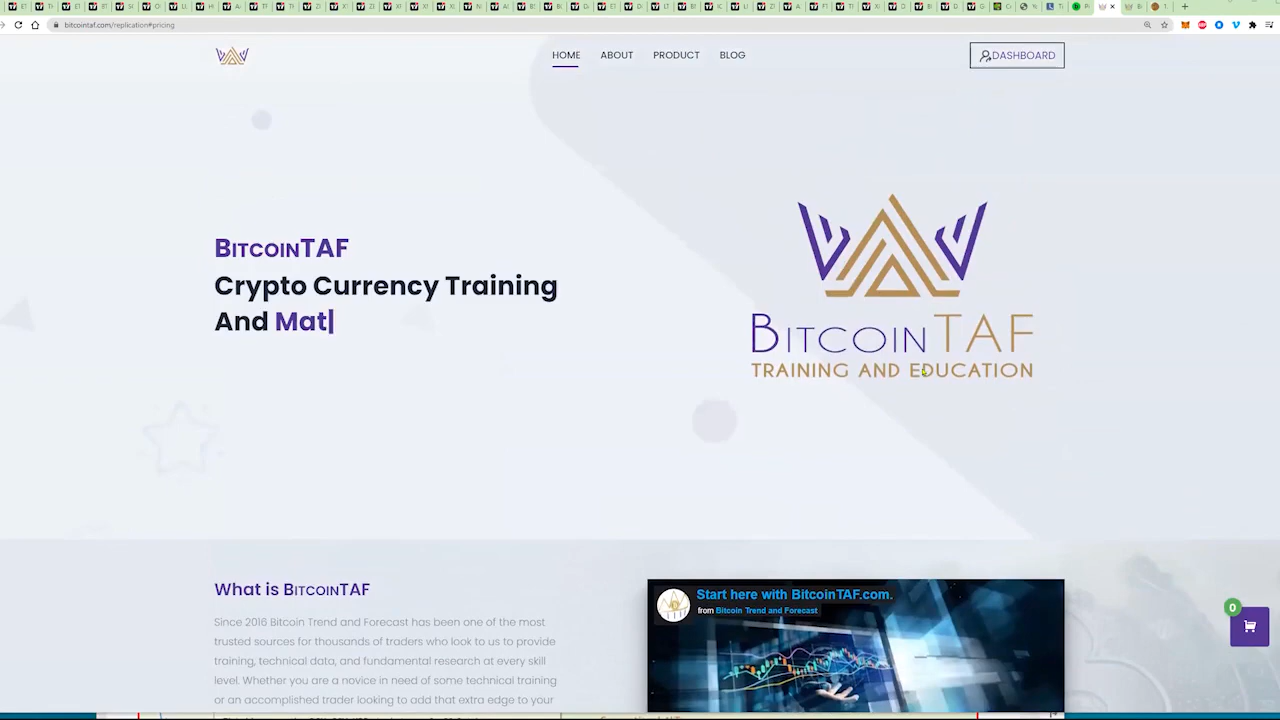 bitcointaf.com/replication#pricing
HOME ABOUT PRODUCT BLOG
DASHBOARD
BITCOINTAF
Crypto Currency Training
And Mat|
BITCOINTAF
TRAINING AND EDUCATION
What is BITCOINTAF
Since 2016 Bitcoin Trend and Forecast has been one of the most
trusted sources for thousands of traders who look to us to provide
training, technical data, and fundamental research at every skill
level. Whether you are a novice in need of some technical training
or an accomplished trader looking to add that extra edge to your
Start here with BitcoinTAF.com.
from Bitcoin Trend and Forecast
0